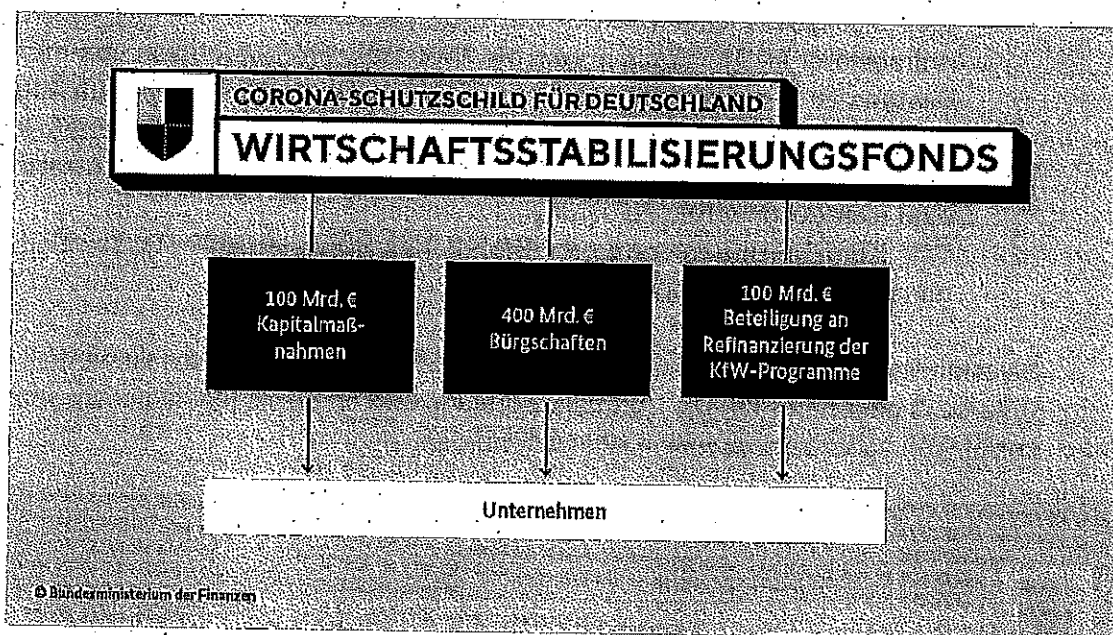 CORONA-SCHUTZSCHILD FÜR DEUTSCHLAND
WIRTSCHAFTSSTABILISIERUNGSFONDS
100 Mrd. €
Kapitalmaß-
nahmen
400 Mrd. €
Bürgschaften
100 Mrd. €
Beteiligung an
Refinanzierung der
KfW-Programme
Unternehmen
© Bundesministerium der Finanzen